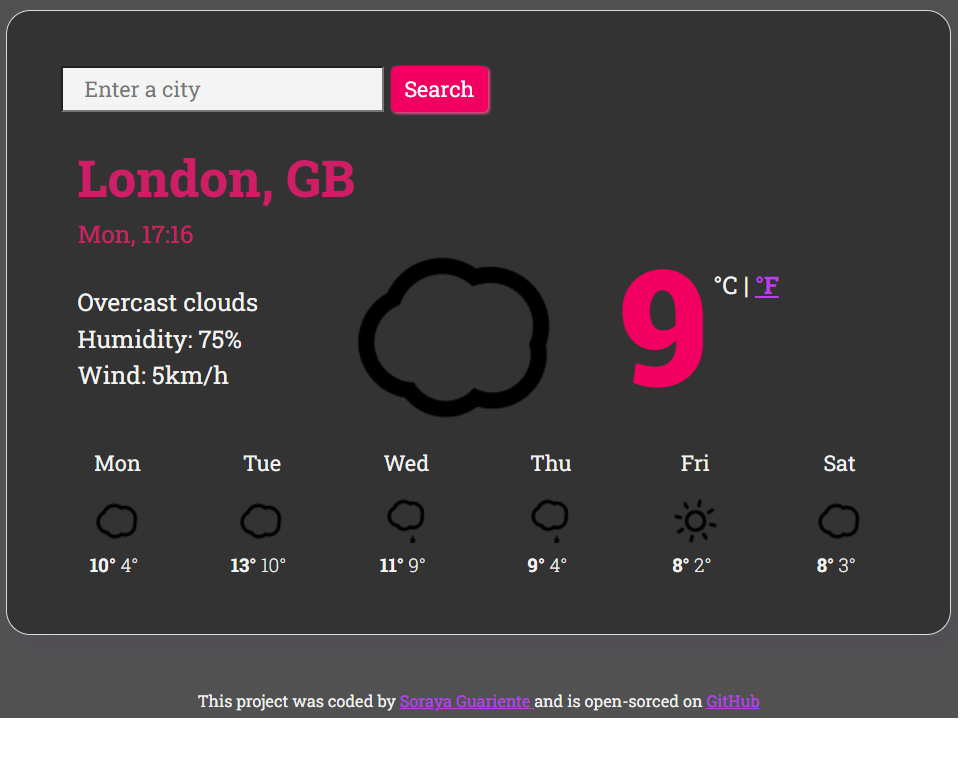 Enter a city Search
London, GB
Mon, 17:16
9 °C | °F
Overcast clouds
Humidity: 75%
Wind: 5km/h
Mon Tue Wed Thu Fri Sat
10° 4° 13° 10° 11° 9° 9° 4° 8° 2° 8° 3°
This project was coded by Soraya Guariente and is open-sorced on GitHub